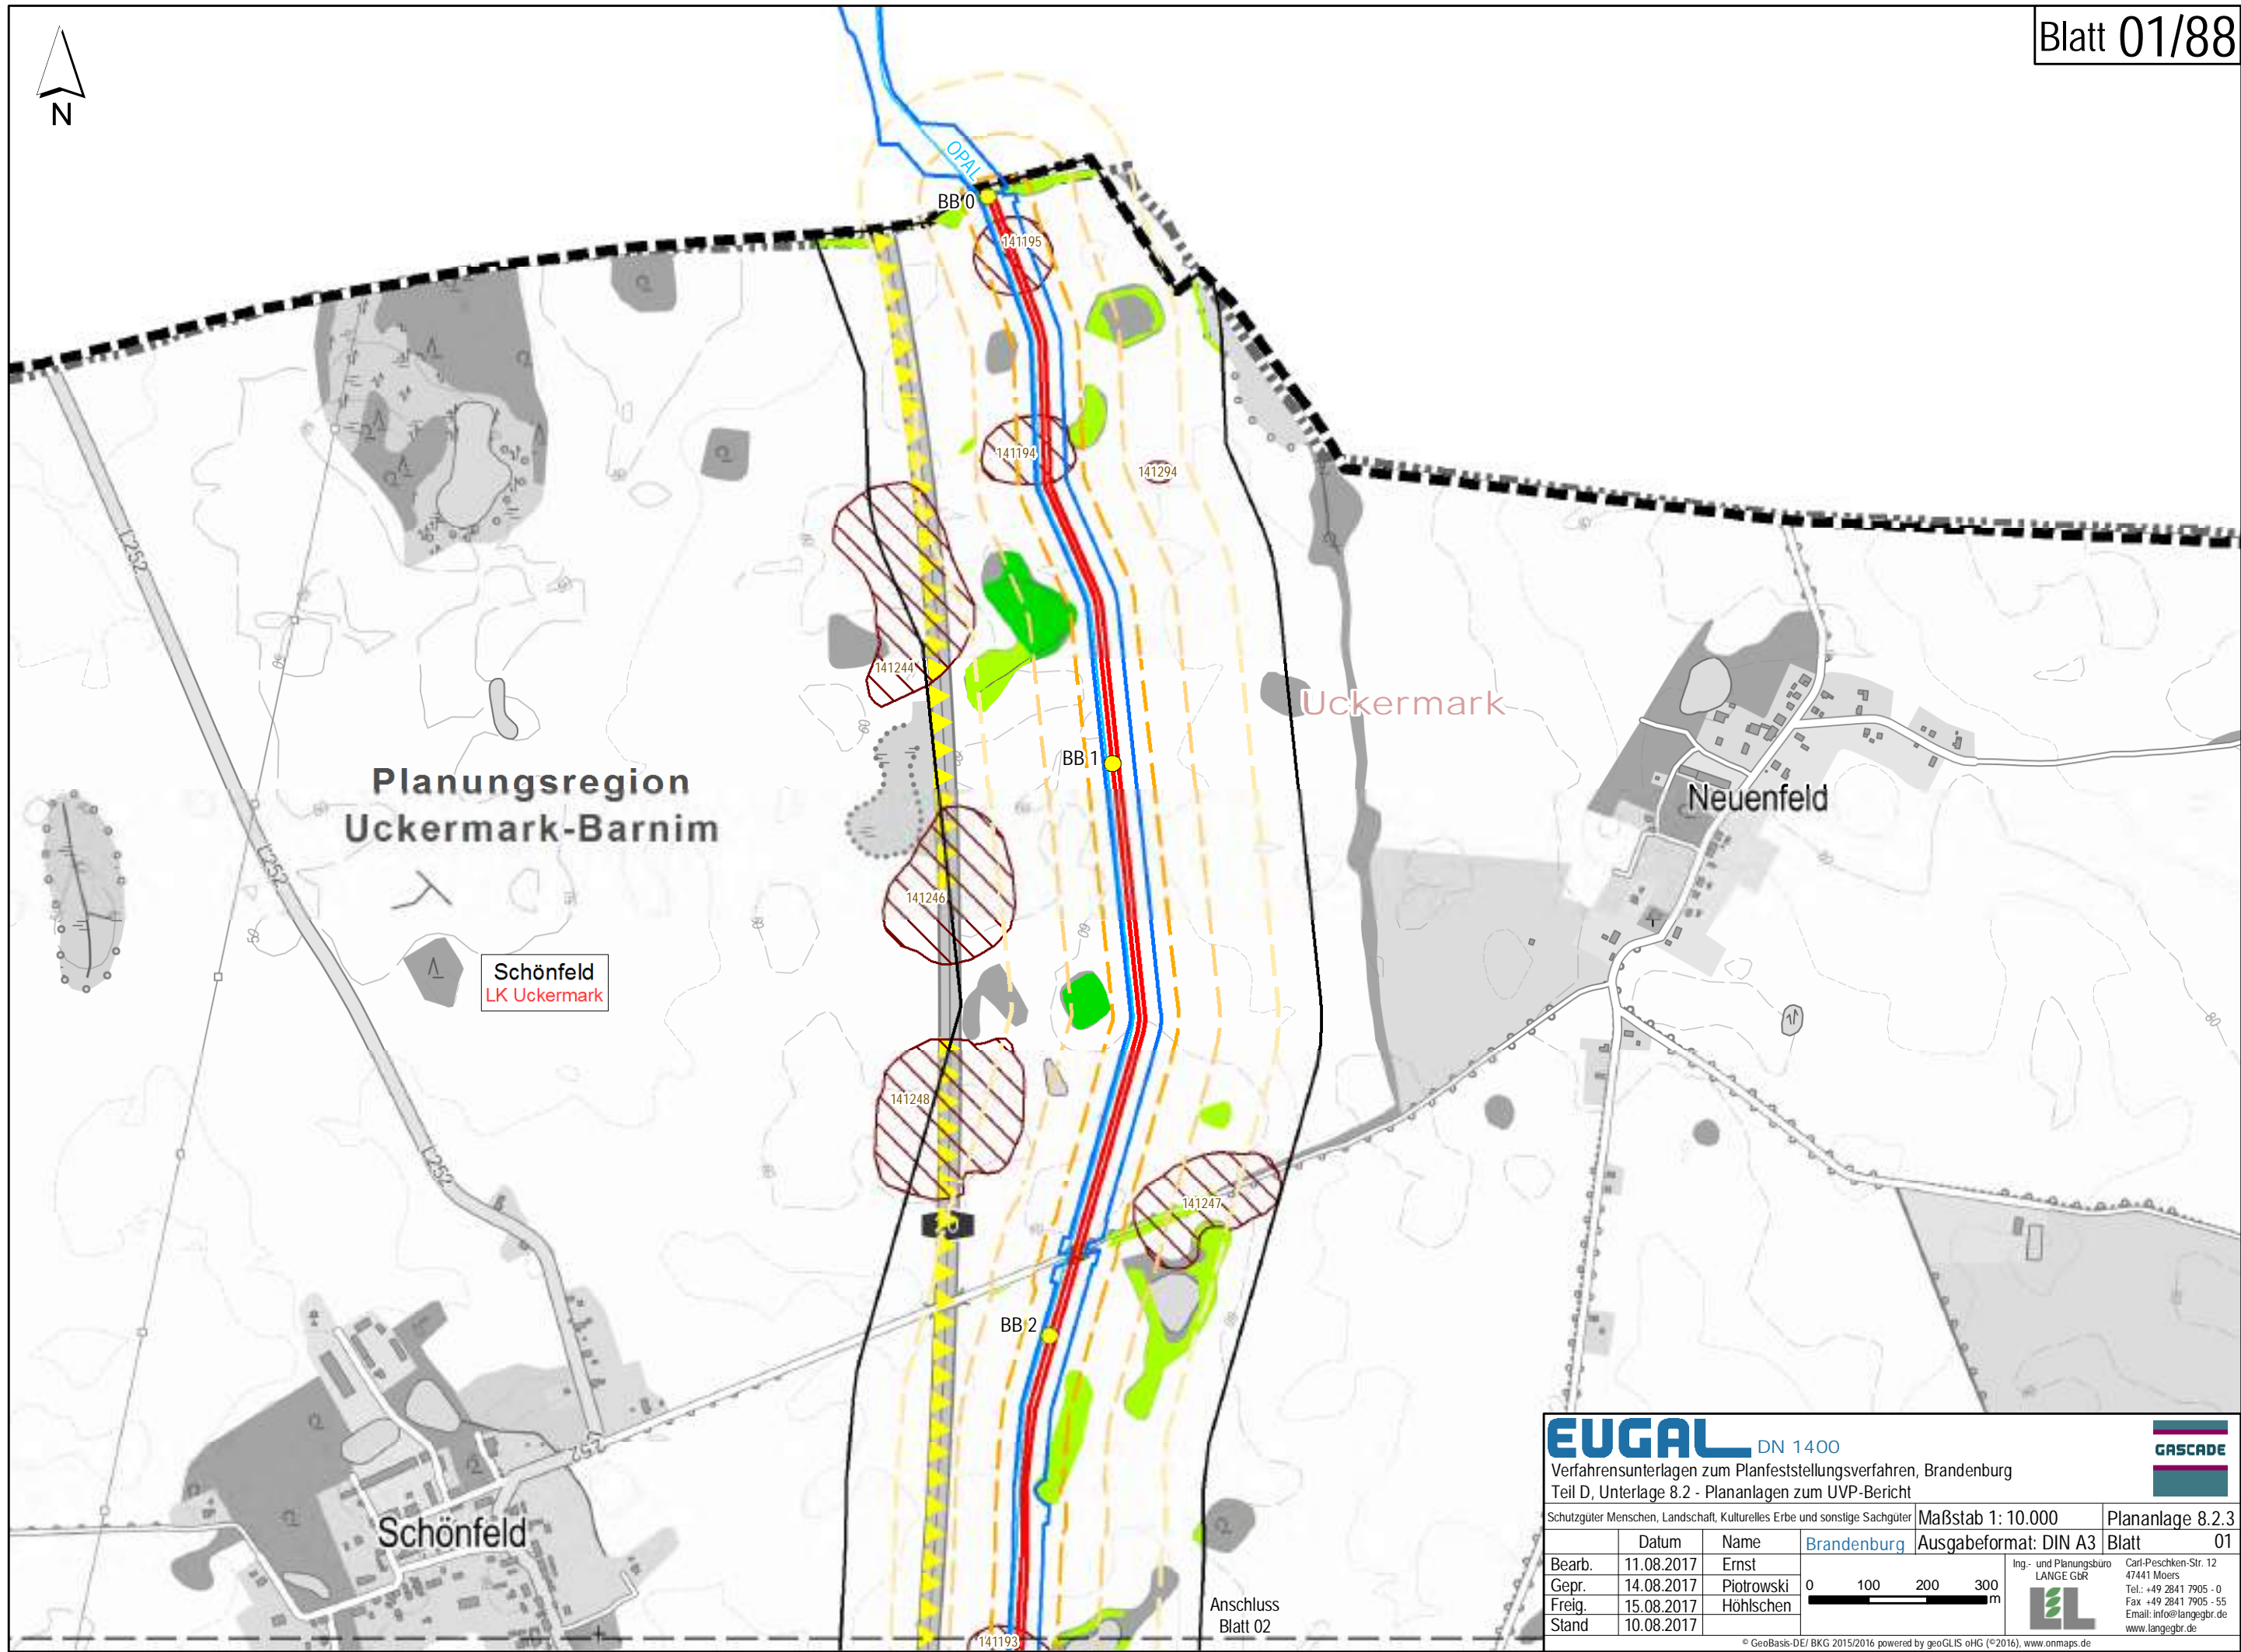 Blatt 01/88
N
OPAL
BB 0
141195
141194
141294
L252
141244
Uckermark
BB 1
Planungsregion
Uckermark-Barnim
Neuenfeld
L252
141246
60
60
50
Schönfeld
LK Uckermark
141248
L252
141247
BB 2
252
Schönfeld
Anschluss
Blatt 02
141193
EUGAL DN 1400
GASCADE
Verfahrensunterlagen zum Planfeststellungsverfahren, Brandenburg
Teil D, Unterlage 8.2 - Plananlagen zum UVP-Bericht
Schutzgüter Menschen, Landschaft, Kulturelles Erbe und sonstige Sachgüter
Maßstab 1: 10.000
Plananlage 8.2.3
Datum Name
Brandenburg
Ausgabeformat: DIN A3
Blatt 01
Bearb. 11.08.2017 Ernst
Gepr. 14.08.2017 Piotrowski
Freig. 15.08.2017 Höhlschen
Stand 10.08.2017
0 100 200 300
m
Ing.- und Planungsbüro
LANGE GbR
Carl-Peschken-Str. 12
47441 Moers
Tel.: +49 2841 7905 - 0
Fax +49 2841 7905 - 55
Email: info@langegbr.de
www.langegbr.de
© GeoBasis-DE/ BKG 2015/2016 powered by geoGLIS oHG (©2016), www.onmaps.de